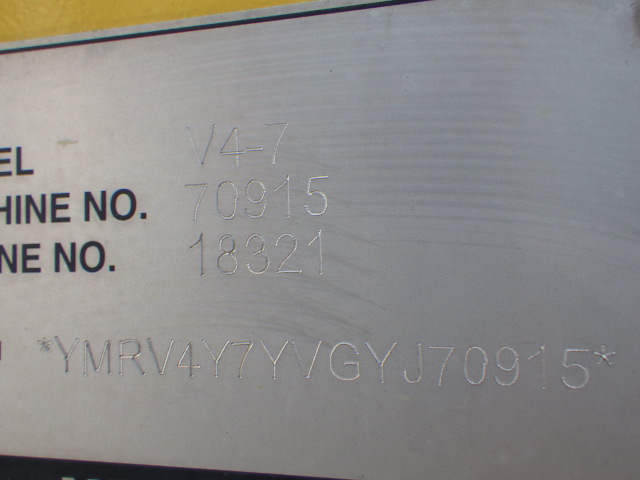 EL V4-7
HINE NO. 70915
NE NO. 18321
*YMRV4Y7YVGYJ70915*